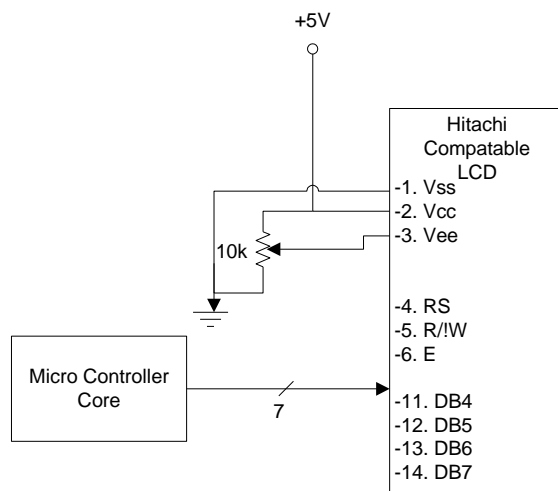 +5V
Hitachi
Compatable
LCD
-1. Vss
-2. Vcc
-3. Vee
10k
-4. RS
-5. R/!W
-6. E
Micro Controller
Core
7
-11. DB4
-12. DB5
-13. DB6
-14. DB7